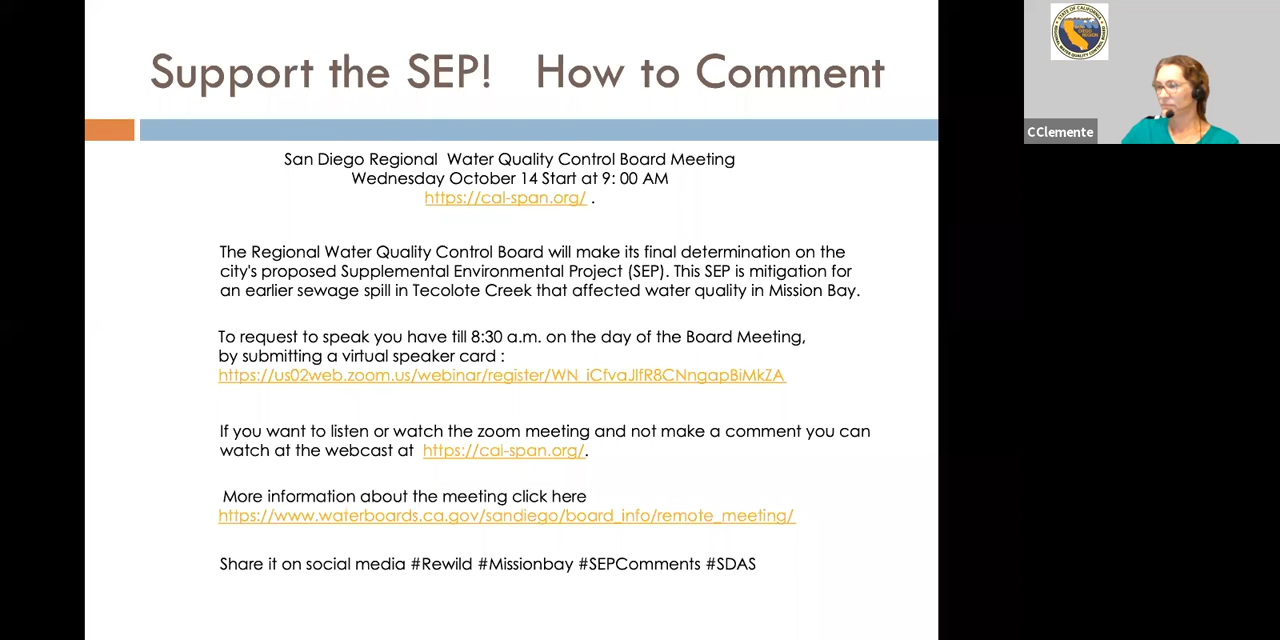 Support the SEP! How to Comment
San Diego Regional Water Quality Control Board Meeting
Wednesday October 14 Start at 9: 00 AM
https://cal-span.org/ .
The Regional Water Quality Control Board will make its final determination on the
city's proposed Supplemental Environmental Project (SEP). This SEP is mitigation for
an earlier sewage spill in Tecolote Creek that affected water quality in Mission Bay.
To request to speak you have till 8:30 a.m. on the day of the Board Meeting,
by submitting a virtual speaker card :
https://us02web.zoom.us/webinar/register/WN_iCfvaJlfR8CNngapBiMkZA
If you want to listen or watch the zoom meeting and not make a comment you can
watch at the webcast at https://cal-span.org/.
More information about the meeting click here
https://www.waterboards.ca.gov/sandiego/board_info/remote_meeting/
Share it on social media #Rewild #Missionbay #SEPComments #SDAS
STATE OF CALIFORNIA
SAN DIEGO
REGION
CClemente